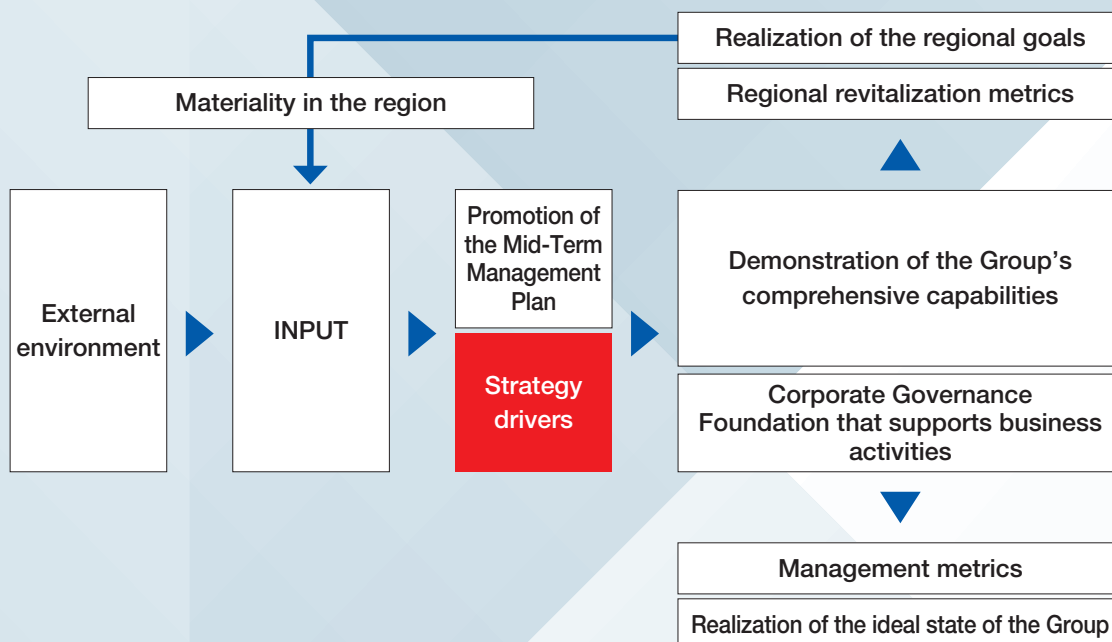 Realization of the regional goals
Regional revitalization metrics
Materiality in the region
External
environment
INPUT
Promotion of
the Mid-Term
Management
Plan
Strategy
drivers
Demonstration of the Group's
comprehensive capabilities
Corporate Governance
Foundation that supports business
activities
Management metrics
Realization of the ideal state of the Group